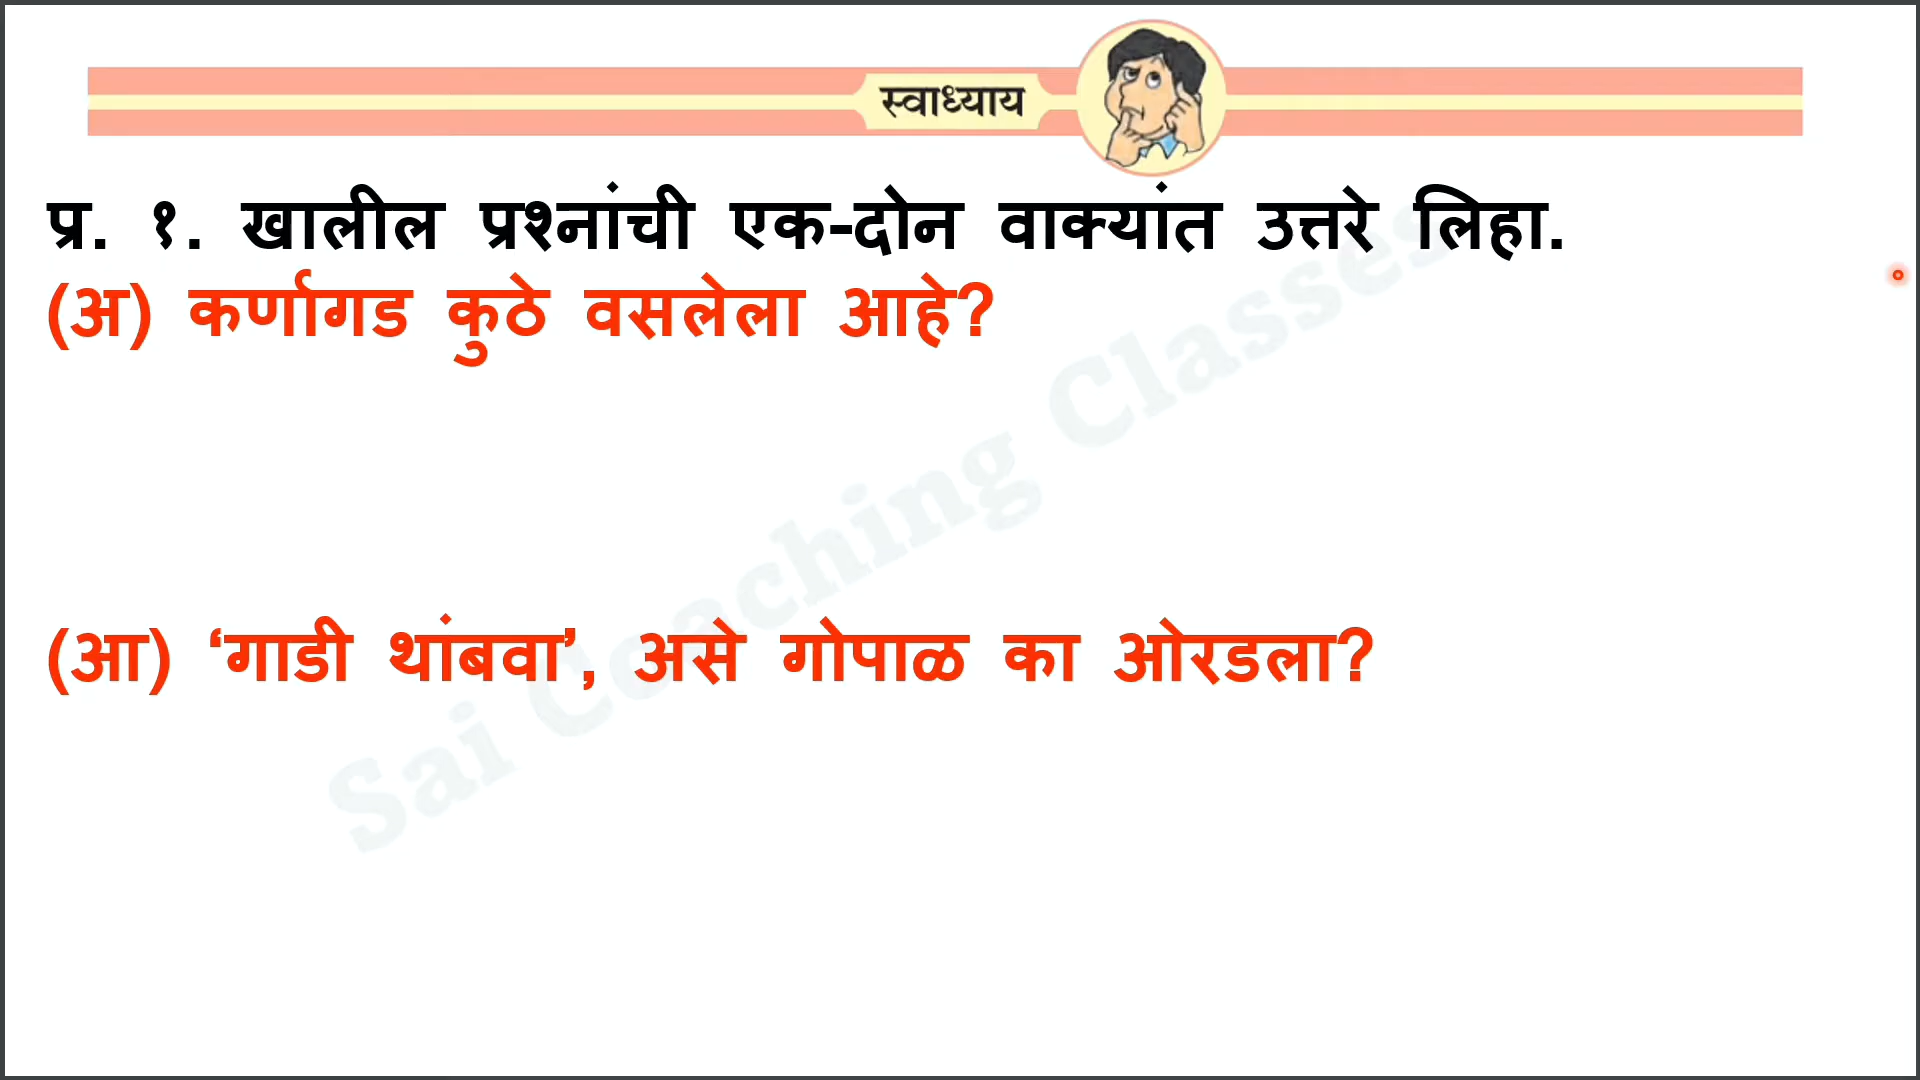 स्वाध्याय
प्र. १. खालील प्रश्नांची एक-दोन वाक्यांत उत्तरे लिहा.
(अ) कर्णागड कुठे वसलेला आहे?
(आ) ‘गाडी थांबवा’, असे गोपाळ का ओरडला?
Sai Coaching Classes